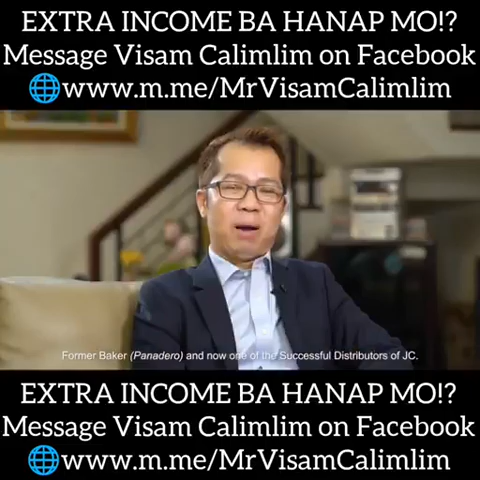 EXTRA INCOME BA HANAP MO!?
Message Visam Calimlim on Facebook
🌐www.m.me/MrVisamCalimlim
Former Baker (Panadero) and now one of the Successful Distributors of JC.
EXTRA INCOME BA HANAP MO!?
Message Visam Calimlim on Facebook
🌐www.m.me/MrVisamCalimlim